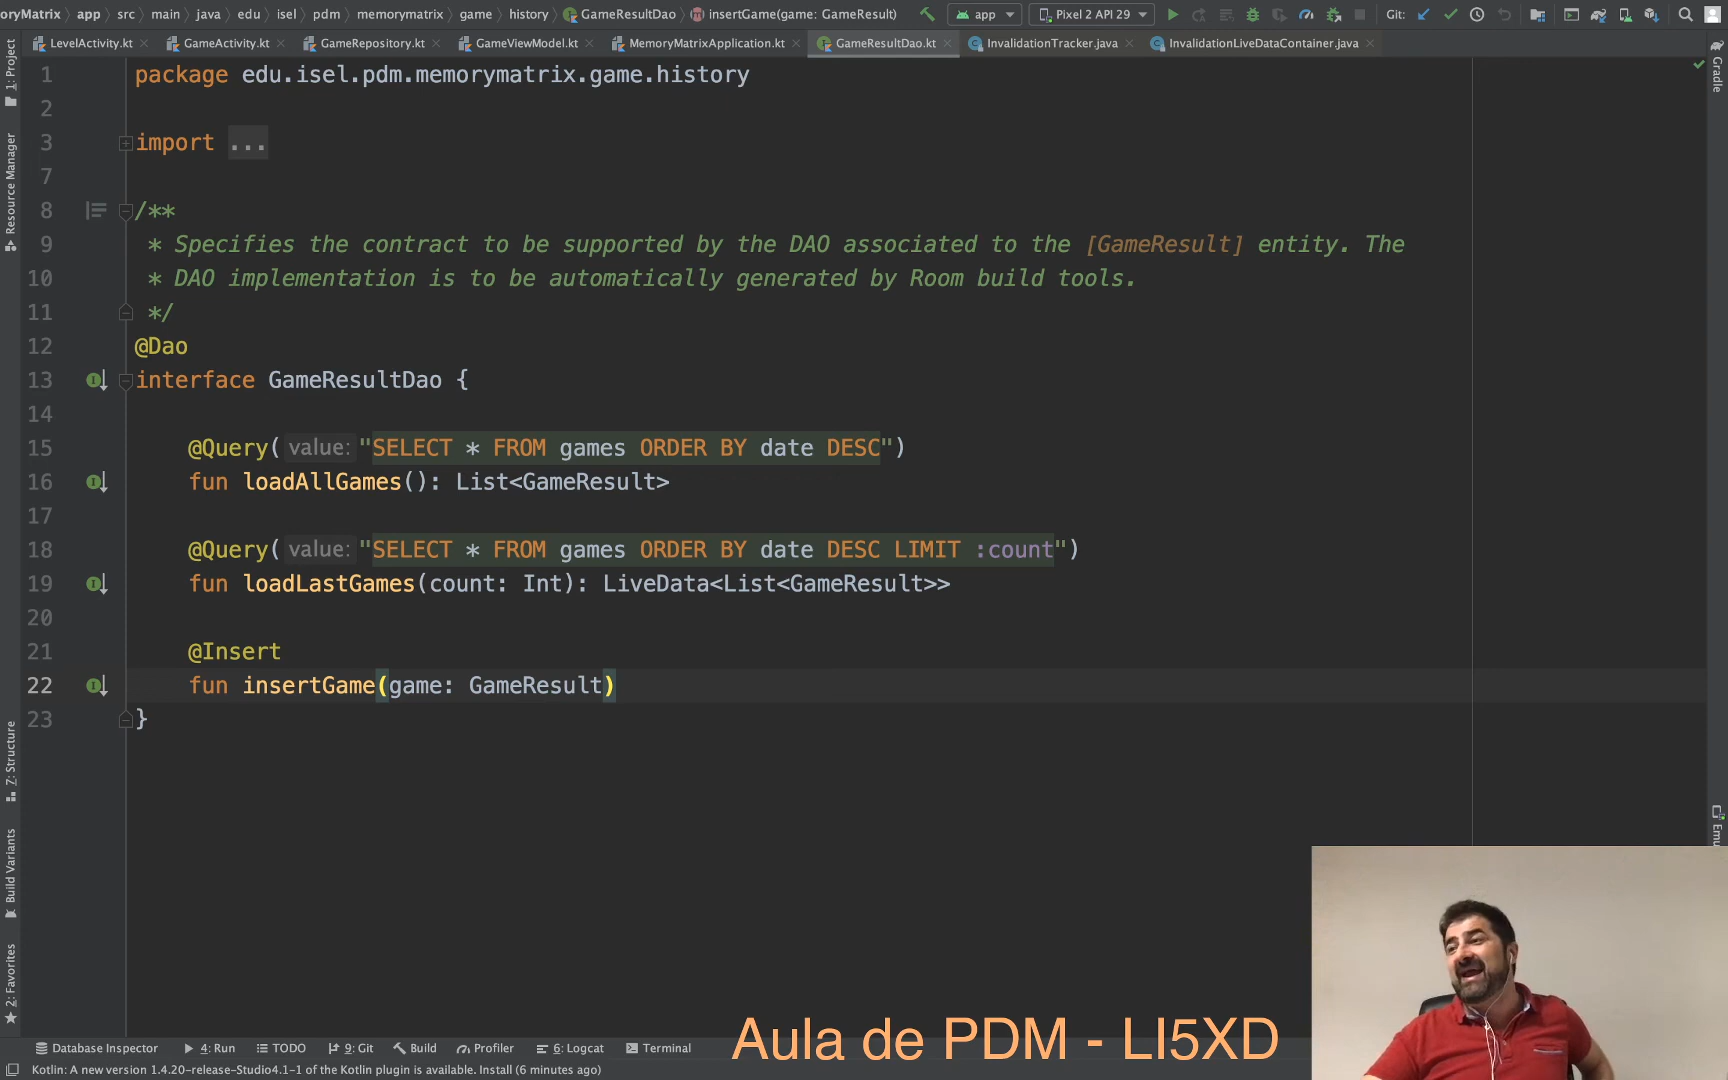 oryMatrix > app > src > main > java > edu > isel > pdm > memorymatrix > game > history > GameResultDao > insertGame(game: GameResult)
app
Pixel 2 API 29
Git:
LevelActivity.kt
GameActivity.kt
GameRepository.kt
GameViewModel.kt
MemoryMatrixApplication.kt
GameResultDao.kt
InvalidationTracker.java
InvalidationLiveDataContainer.java
1: Project
Resource Manager
Z: Structure
Build Variants
2: Favorites
Gradle
Emu
1 package edu.isel.pdm.memorymatrix.game.history
2
3 import ...
7
8 /**
9 * Specifies the contract to be supported by the DAO associated to the [GameResult] entity. The
10 * DAO implementation is to be automatically generated by Room build tools.
11 */
12 @Dao
13 interface GameResultDao {
14
15 @Query( value: "SELECT * FROM games ORDER BY date DESC")
16 fun loadAllGames(): List<GameResult>
17
18 @Query( value: "SELECT * FROM games ORDER BY date DESC LIMIT :count")
19 fun loadLastGames(count: Int): LiveData<List<GameResult>>
20
21 @Insert
22 fun insertGame(game: GameResult)
23 }
Aula de PDM - LI5XD
Database Inspector
4: Run
TODO
9: Git
Build
Profiler
6: Logcat
Terminal
Kotlin: A new version 1.4.20-release-Studio4.1-1 of the Kotlin plugin is available. Install (6 minutes ago)